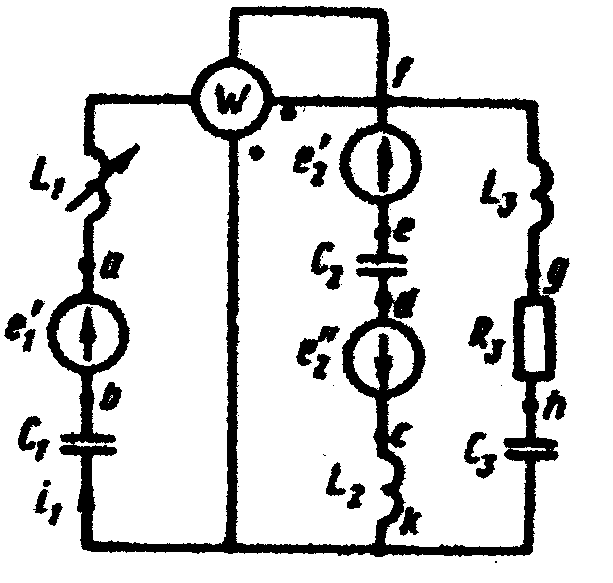 W
f
L₁
e₂′
L₃
e
a
C₂
g
d
e₁′
e₂″
R₃
b
h
C₁
c
C₃
L₂
i₁
k